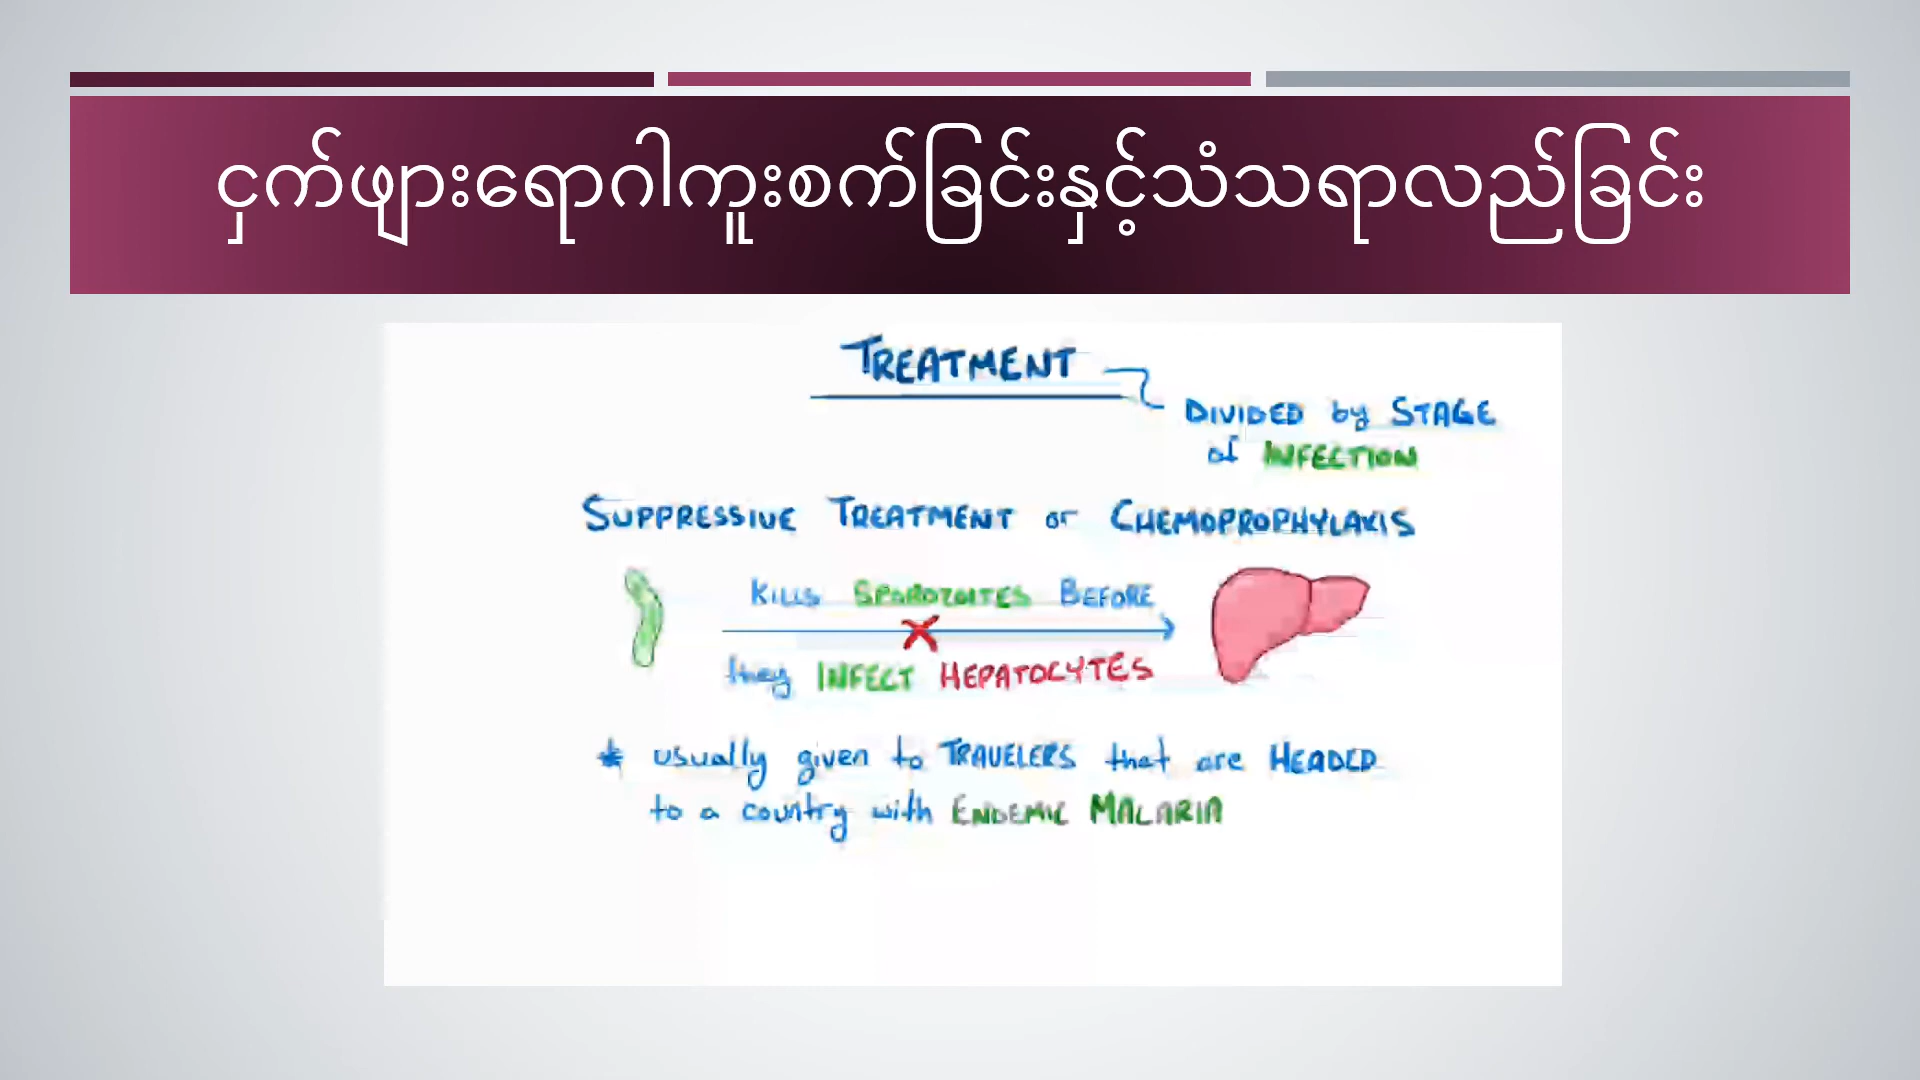 ငှက်ဖျားရောဂါကူးစက်ခြင်းနှင့်သံသရာလည်ခြင်း
TREATMENT
DIVIDED by STAGE
of INFECTION
SUPPRESSIVE TREATMENT or CHEMOPROPHYLAXIS
KILLS SPOROZOITES BEFORE
they INFECT HEPATOCYTES
* usually given to TRAVELERS that are HEADED
to a country with ENDEMIC MALARIA